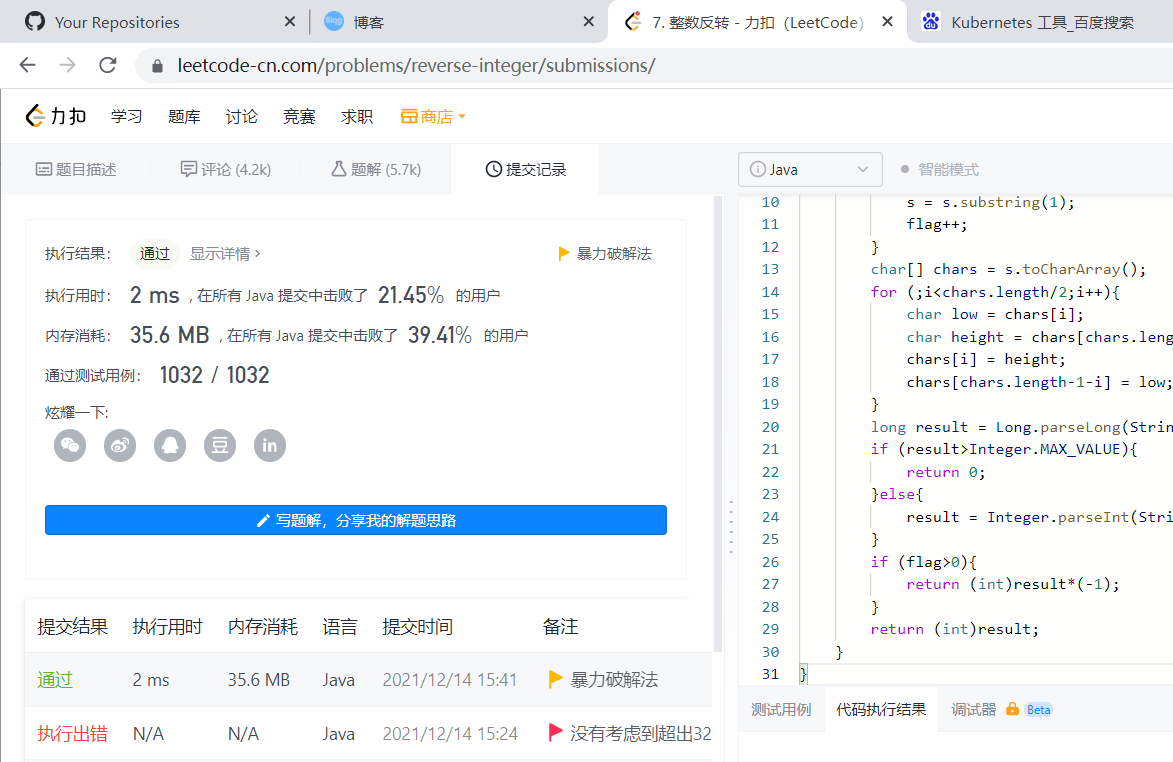 Your Repositories
Blog 博客
7. 整数反转 - 力扣（LeetCode）
Kubernetes 工具_百度搜索
leetcode-cn.com/problems/reverse-integer/submissions/
力扣 学习 题库 讨论 竞赛 求职 商店
题目描述 评论 (4.2k) 题解 (5.7k) 提交记录
执行结果： 通过 显示详情 › 暴力破解法
执行用时： 2 ms , 在所有 Java 提交中击败了 21.45% 的用户
内存消耗： 35.6 MB , 在所有 Java 提交中击败了 39.41% 的用户
通过测试用例： 1032 / 1032
炫耀一下:
豆 in
写题解，分享我的解题思路
提交结果 执行用时 内存消耗 语言 提交时间 备注
通过 2 ms 35.6 MB Java 2021/12/14 15:41 暴力破解法
执行出错 N/A N/A Java 2021/12/14 15:24 没有考虑到超出32
Java 智能模式
10 s = s.substring(1);
11 flag++;
12 }
13 char[] chars = s.toCharArray();
14 for (;i<chars.length/2;i++){
15 char low = chars[i];
16 char height = chars[chars.leng
17 chars[i] = height;
18 chars[chars.length-1-i] = low;
19 }
20 long result = Long.parseLong(Strin
21 if (result>Integer.MAX_VALUE){
22 return 0;
23 }else{
24 result = Integer.parseInt(Stri
25 }
26 if (flag>0){
27 return (int)result*(-1);
28 }
29 return (int)result;
30 }
31 }
测试用例 代码执行结果 调试器 Beta